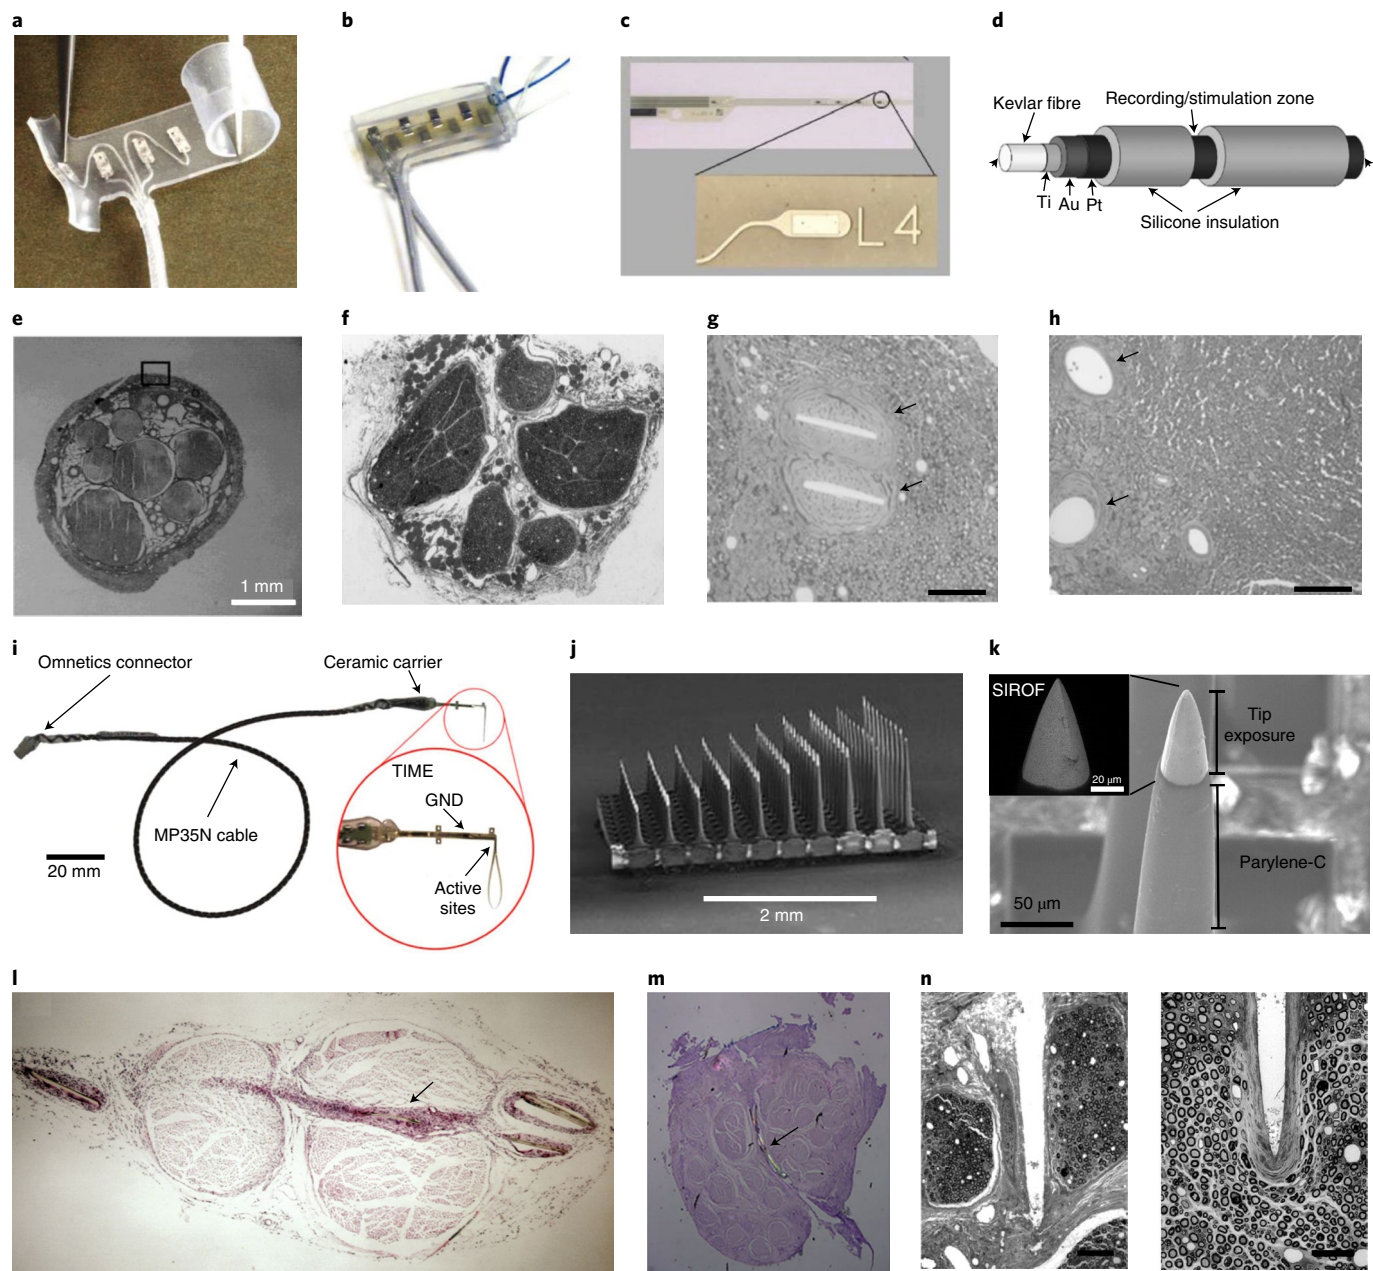 a
b
c
d
L 4
Kevlar fibre
Recording/stimulation zone
Ti
Au
Pt
Silicone insulation
e
f
g
h
1 mm
i
j
k
Omnetics connector
Ceramic carrier
MP35N cable
20 mm
TIME
GND
Active
sites
2 mm
SIROF
20 µm
Tip
exposure
Parylene-C
50 µm
l
m
n